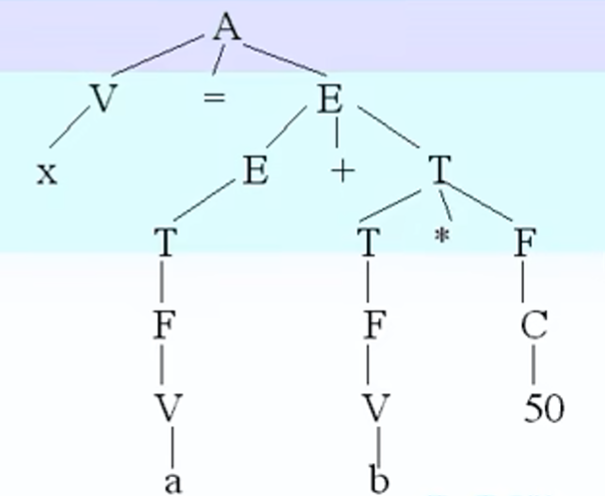 A
V = E
x E + T
T T * F
F F C
V V 50
a b